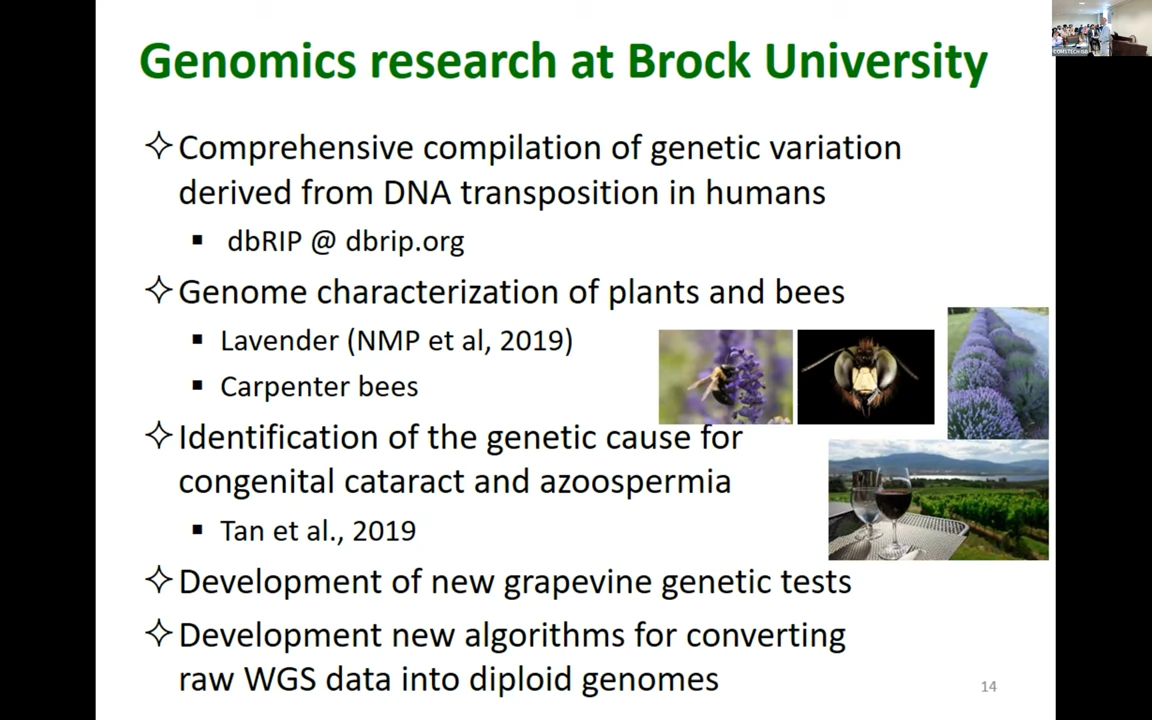 Genomics research at Brock University
✧Comprehensive compilation of genetic variation
derived from DNA transposition in humans
▪ dbRIP @ dbrip.org
✧Genome characterization of plants and bees
▪ Lavender (NMP et al, 2019)
▪ Carpenter bees
✧Identification of the genetic cause for
congenital cataract and azoospermia
▪ Tan et al., 2019
✧Development of new grapevine genetic tests
✧Development new algorithms for converting
raw WGS data into diploid genomes
14